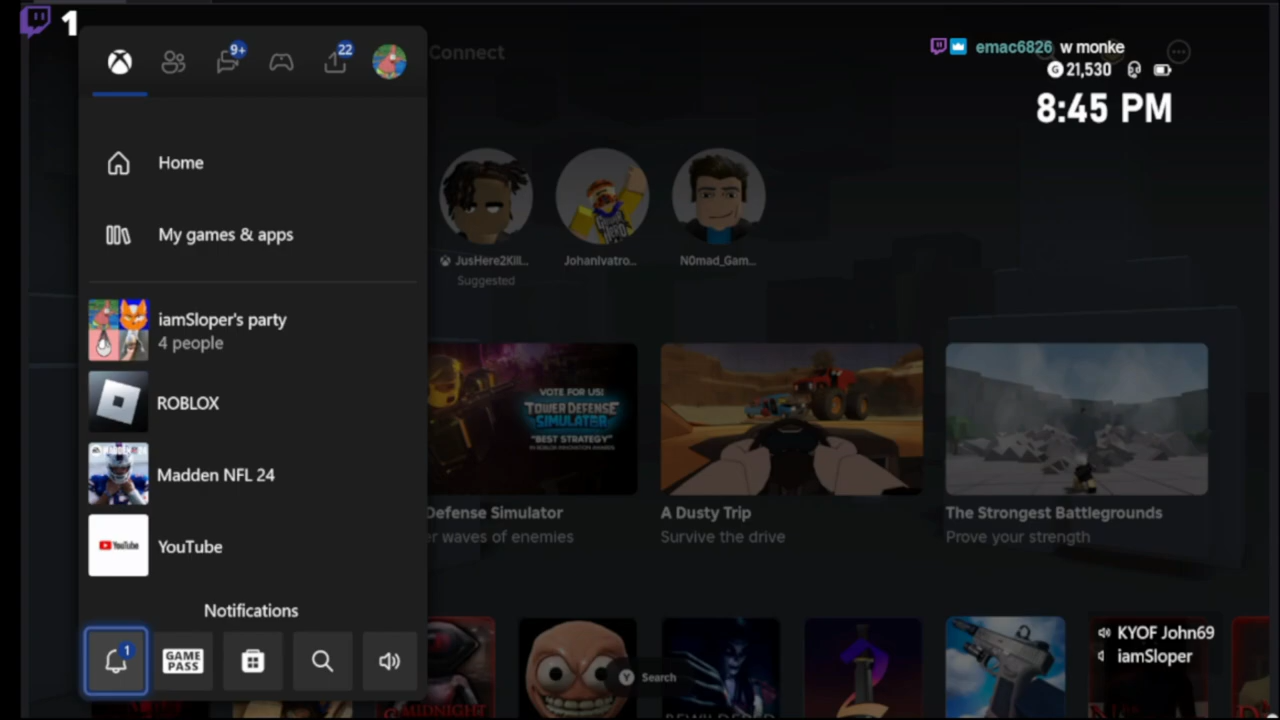 1
9+
22
Connect
emac6826 w monke
G 21,530
8:45 PM
Home
My games & apps
JusHere2Kill...
JohanIvatro...
N0mad_Gam...
Suggested
iamSloper's party
4 people
ROBLOX
Madden NFL 24
YouTube
YouTube
VOTE FOR US!
TOWER DEFENSE
SIMULATOR
"BEST STRATEGY"
Defense Simulator
A Dusty Trip
The Strongest Battlegrounds
er waves of enemies
Survive the drive
Prove your strength
Notifications
1
GAME
PASS
Y Search
KYOF John69
iamSloper
MIDNIGHT